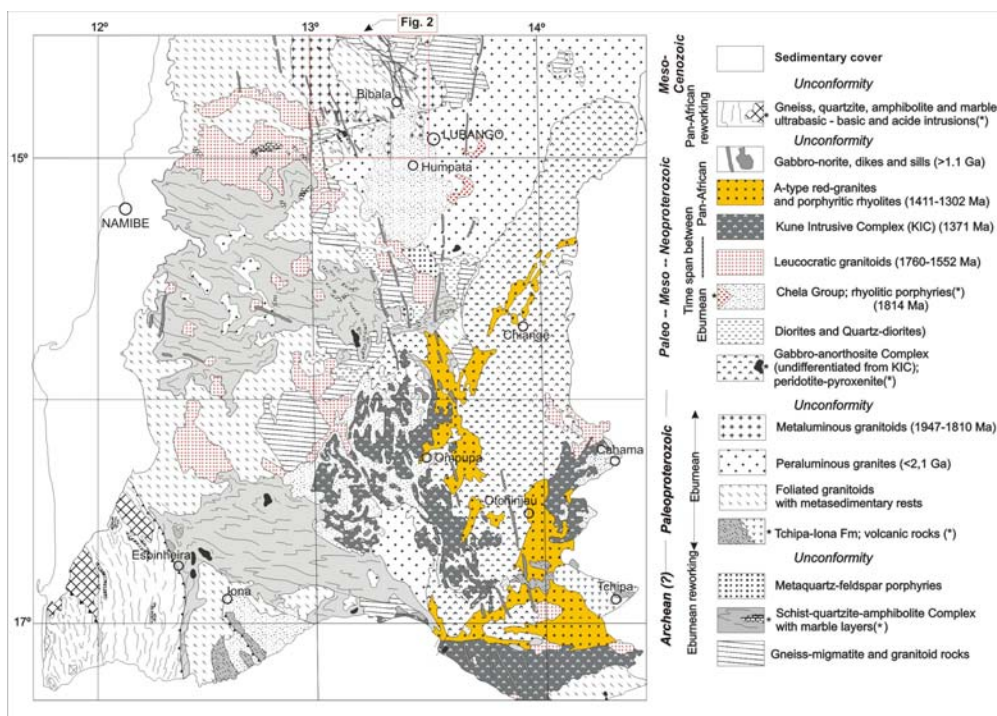 12º
13º
Fig. 2
14º
Bibala
LUBANGO
Humpata
15º
NAMIBE
Chiange
Ompupa
Cahama
Otchinjau
Espinheira
Iona
Tchipa
17º
Meso-
Cenozoic
Pan-African
reworking
Paleo -- Meso -- Neoproterozoic
Time span between
Eburnean ---------- Pan-African
Paleoproterozoic
Eburnean
Archean (?)
Eburnean reworking
Sedimentary cover
Unconformity
* Gneiss, quartzite, amphibolite and marble
ultrabasic - basic and acide intrusions(*)
Unconformity
Gabbro-norite, dikes and sills (>1.1 Ga)
A-type red-granites
and porphyritic rhyolites (1411-1302 Ma)
Kune Intrusive Complex (KIC) (1371 Ma)
Leucocratic granitoids (1760-1552 Ma)
* Chela Group; rhyolitic porphyries(*)
(1814 Ma)
Diorites and Quartz-diorites)
* Gabbro-anorthosite Complex
(undifferentiated from KIC);
peridotite-pyroxenite(*)
Unconformity
Metaluminous granitoids (1947-1810 Ma)
Peraluminous granites (<2,1 Ga)
Foliated granitoids
with metasedimentary rests
* Tchipa-Iona Fm; volcanic rocks (*)
Unconformity
Metaquartz-feldspar porphyries
* Schist-quartzite-amphibolite Complex
with marble layers(*)
Gneiss-migmatite and granitoid rocks